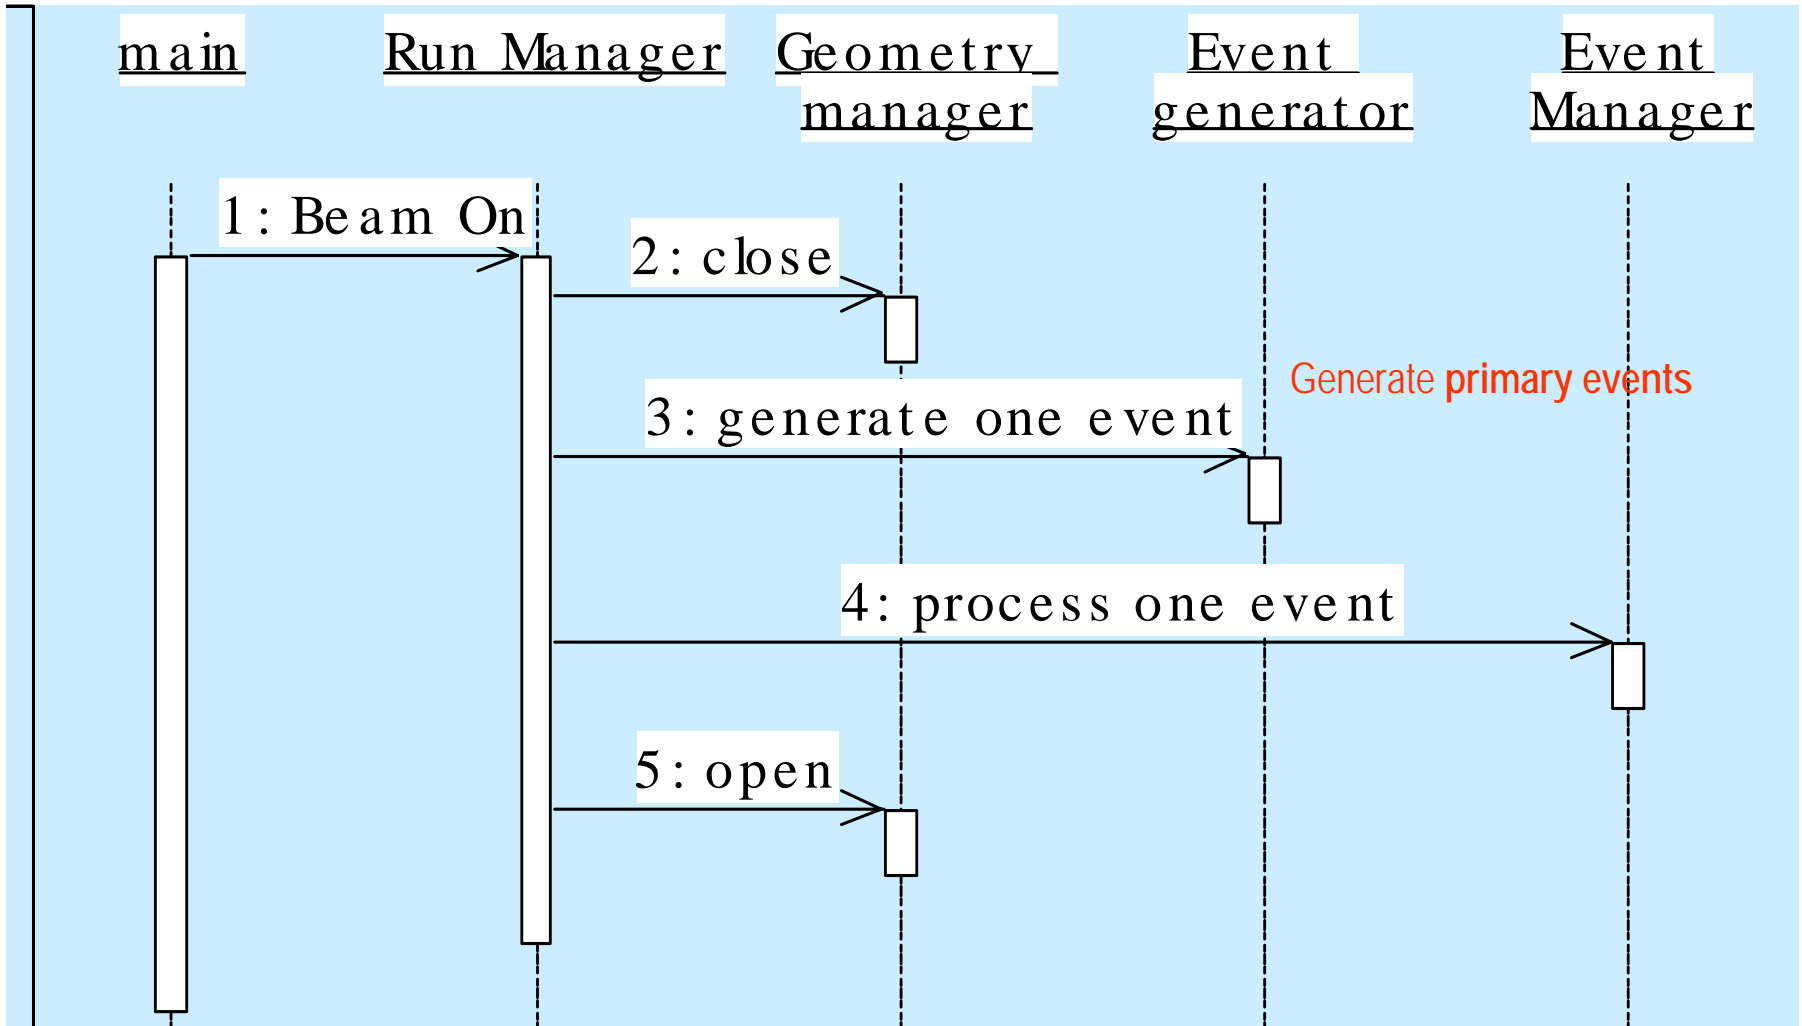 main
Run Manager
Geometry
manager
Event
generator
Event
Manager
1: Beam On
2: close
Generate primary events
3: generate one event
4: process one event
5: open